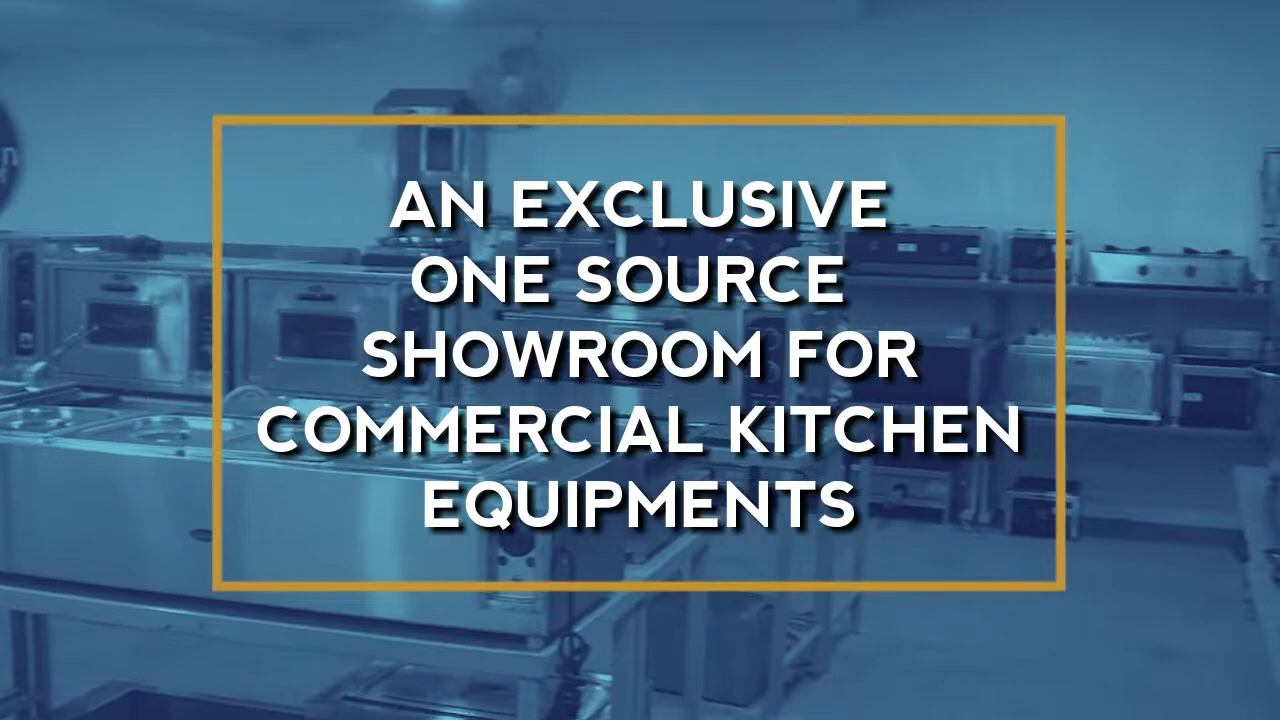 AN EXCLUSIVE
ONE SOURCE
SHOWROOM FOR
COMMERCIAL KITCHEN
EQUIPMENTS